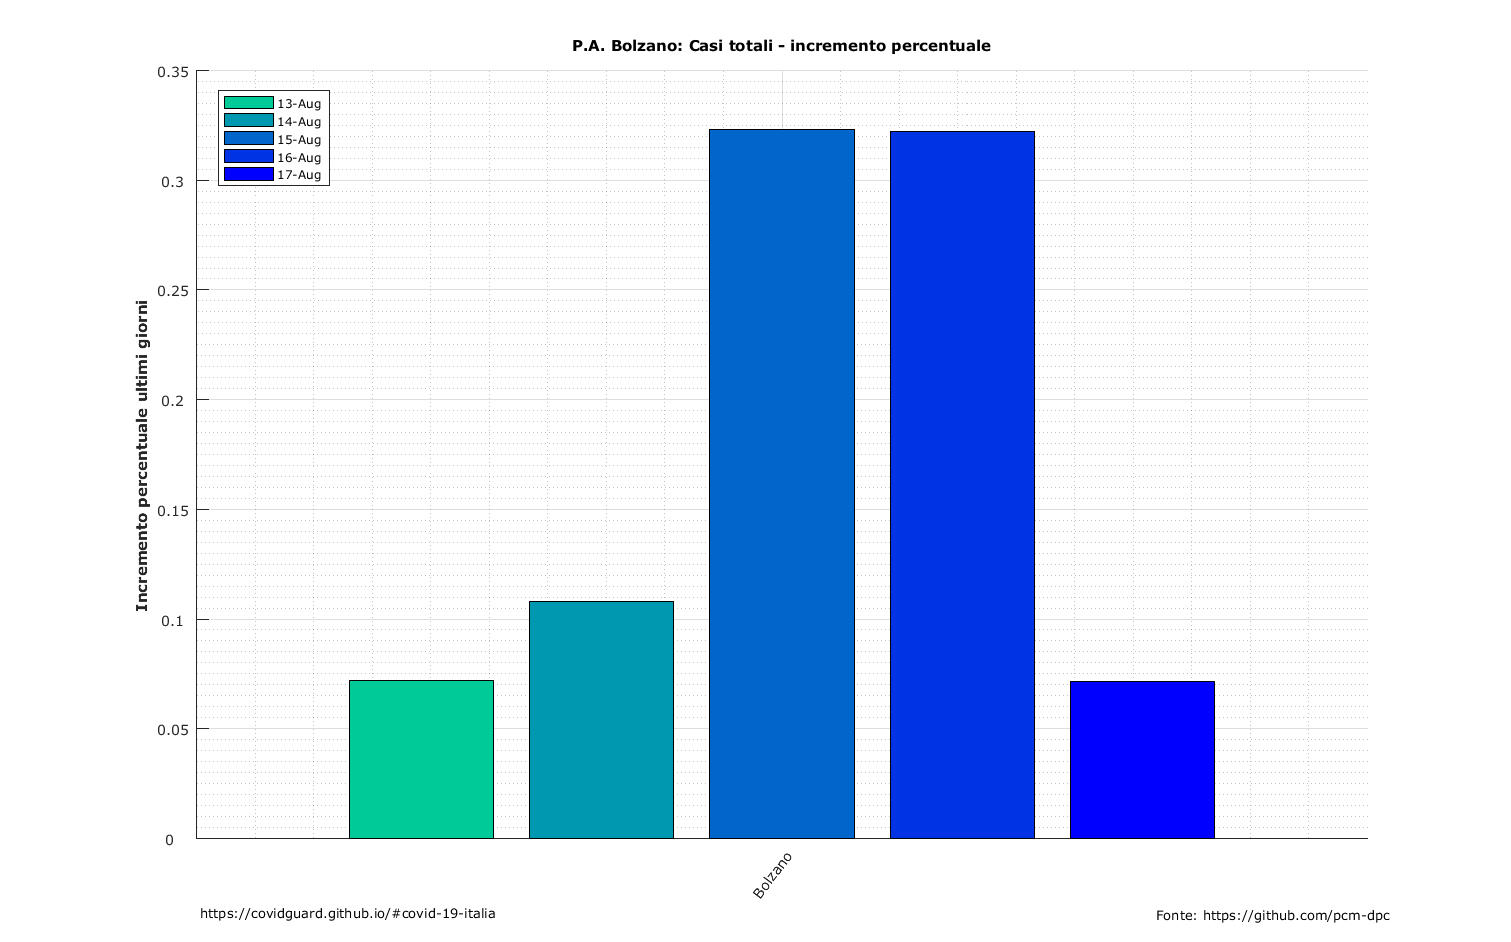 P.A. Bolzano: Casi totali - incremento percentuale
0.35
0.3
0.25
0.2
0.15
0.1
0.05
0
Incremento percentuale ultimi giorni
13-Aug
14-Aug
15-Aug
16-Aug
17-Aug
Bolzano
https://covidguard.github.io/#covid-19-italia
Fonte: https://github.com/pcm-dpc